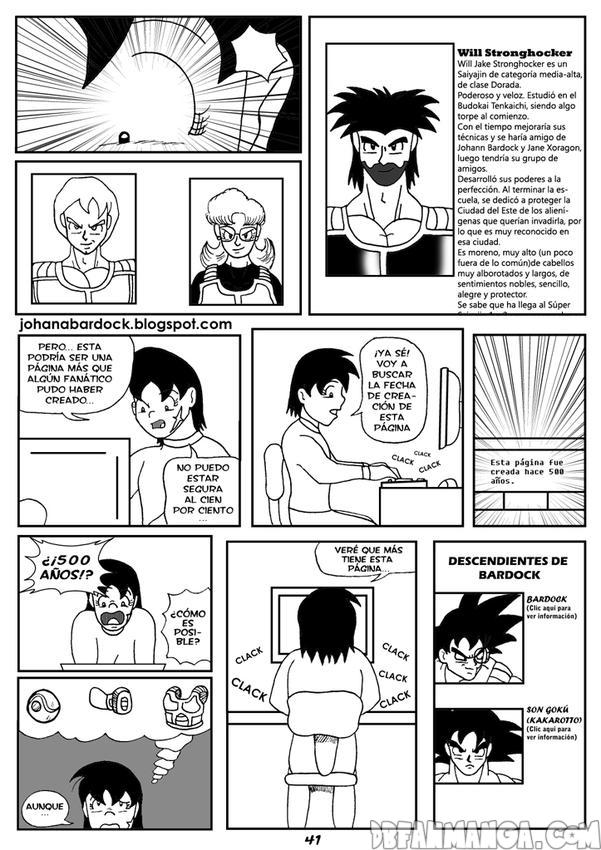 Will Stronghocker
Will Jake Stronghocker es un
Saiyajin de categoría media-alta,
de clase Dorada.
Poderoso y veloz. Estudió en el
Budokai Tenkaichi, siendo algo
torpe al comienzo.
Con el tiempo mejoraría sus
técnicas y se haría amigo de
Johann Bardock y Jane Xoragon,
luego tendría su grupo de
amigos.
Desarrolló sus poderes a la
perfección. Al terminar la es-
cuela, se dedicó a proteger la
Ciudad del Este de los aliení-
genas que querían invadirla, por
lo que es muy reconocido en
esa ciudad.
Es moreno, muy alto (un poco
fuera de lo común)de cabellos
muy alborotados y largos, de
sentimientos nobles, sencillo,
alegre y protector.
Se sabe que ha llega al Súper
johanabardock.blogspot.com
PERO... ESTA
PODRÍA SER UNA
PÁGINA MÁS QUE
ALGÚN FANÁTICO
PUDO HABER
CREADO...
NO PUEDO
ESTAR
SEGURA AL
CIEN POR CIENTO
...
¡YA SÉ!
VOY A
BUSCAR
LA FECHA
DE CREA-
CIÓN DE
ESTA
PÁGINA
CLACK
CLACK
CLACK
Esta página fue
creada hace 500
años.
¿¡500
AÑOS!?
¿CÓMO
ES
POSI-
BLE?
VERÉ QUE MÁS
TIENE ESTA
PÁGINA...
CLACK
CLACK
CLACK
CLACK
CLACK
DESCENDIENTES DE
BARDOCK
BARDOCK
(Clic aquí para
ver información)
SON GOKÚ
(KAKAROTTO)
(Clic aquí para
ver información)
AUNQUE
...
41
DBFANMANGA.COM